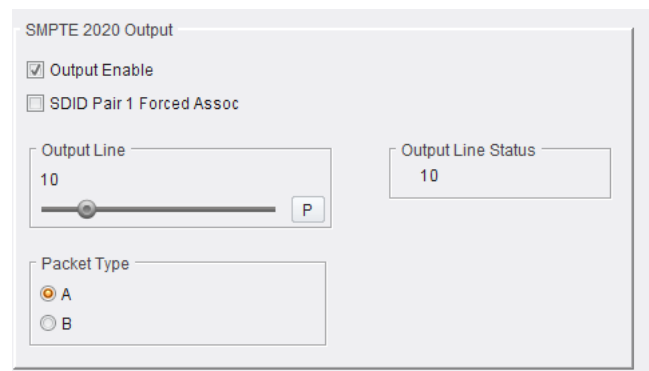 SMPTE 2020 Output
Output Enable
SDID Pair 1 Forced Assoc
Output Line
10
P
Output Line Status
10
Packet Type
A
B